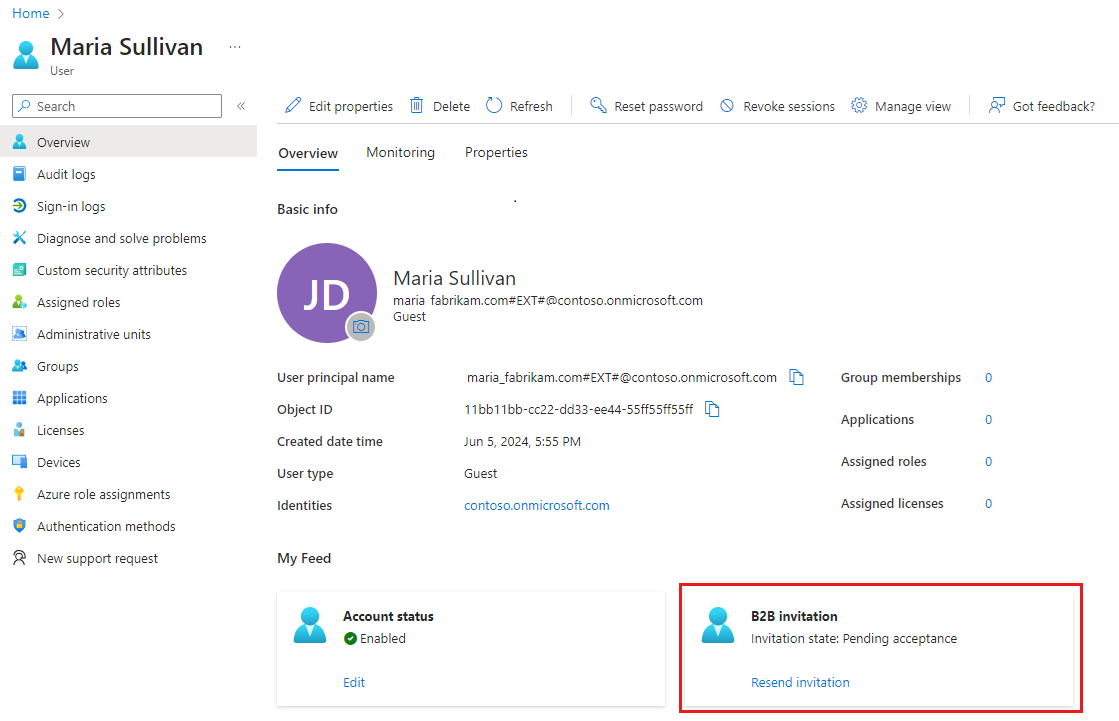 Home
Maria Sullivan ...
User
Search
Overview
Audit logs
Sign-in logs
Diagnose and solve problems
Custom security attributes
Assigned roles
Administrative units
Groups
Applications
Licenses
Devices
Azure role assignments
Authentication methods
New support request
Edit properties Delete Refresh Reset password Revoke sessions Manage view Got feedback?
Overview Monitoring Properties
Basic info
JD
Maria Sullivan
maria fabrikam.com#EXT#@contoso.onmicrosoft.com
Guest
User principal name maria_fabrikam.com#EXT#@contoso.onmicrosoft.com
Object ID 11bb11bb-cc22-dd33-ee44-55ff55ff55ff
Created date time Jun 5, 2024, 5:55 PM
User type Guest
Identities contoso.onmicrosoft.com
Group memberships 0
Applications 0
Assigned roles 0
Assigned licenses 0
My Feed
Account status
Enabled
Edit
B2B invitation
Invitation state: Pending acceptance
Resend invitation